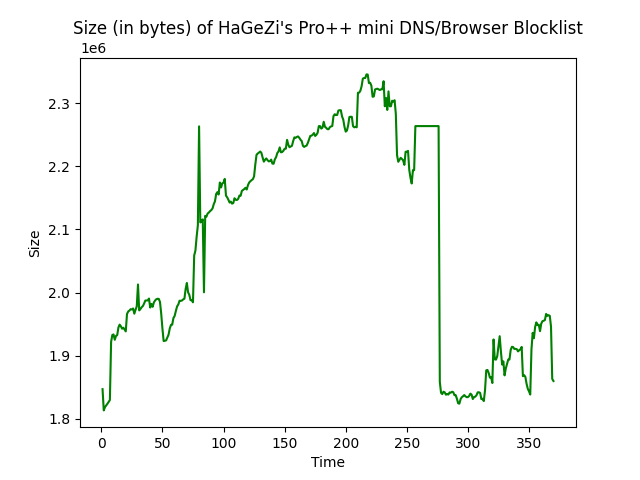 Size (in bytes) of HaGeZi's Pro++ mini DNS/Browser Blocklist
1e6
2.3
2.2
2.1
2.0
1.9
1.8
Size
0 50 100 150 200 250 300 350
Time